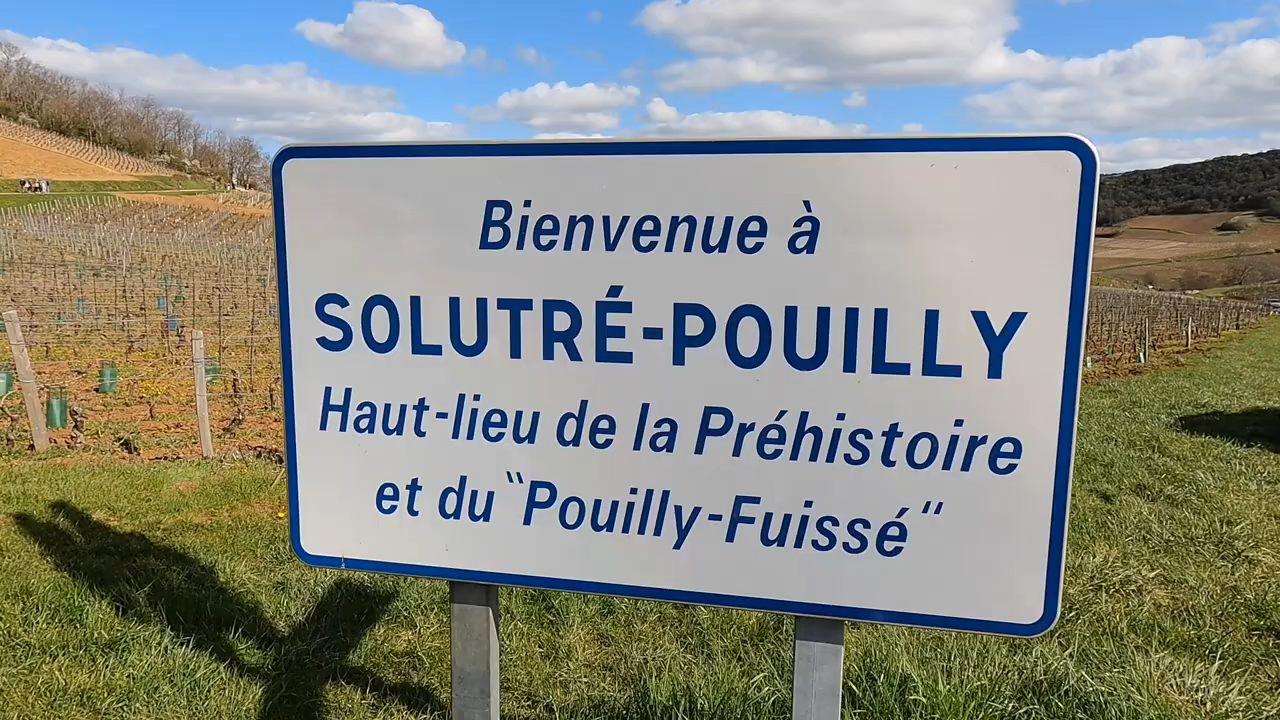 Bienvenue à
SOLUTRÉ-POUILLY
Haut-lieu de la Préhistoire
et du "Pouilly-Fuissé"